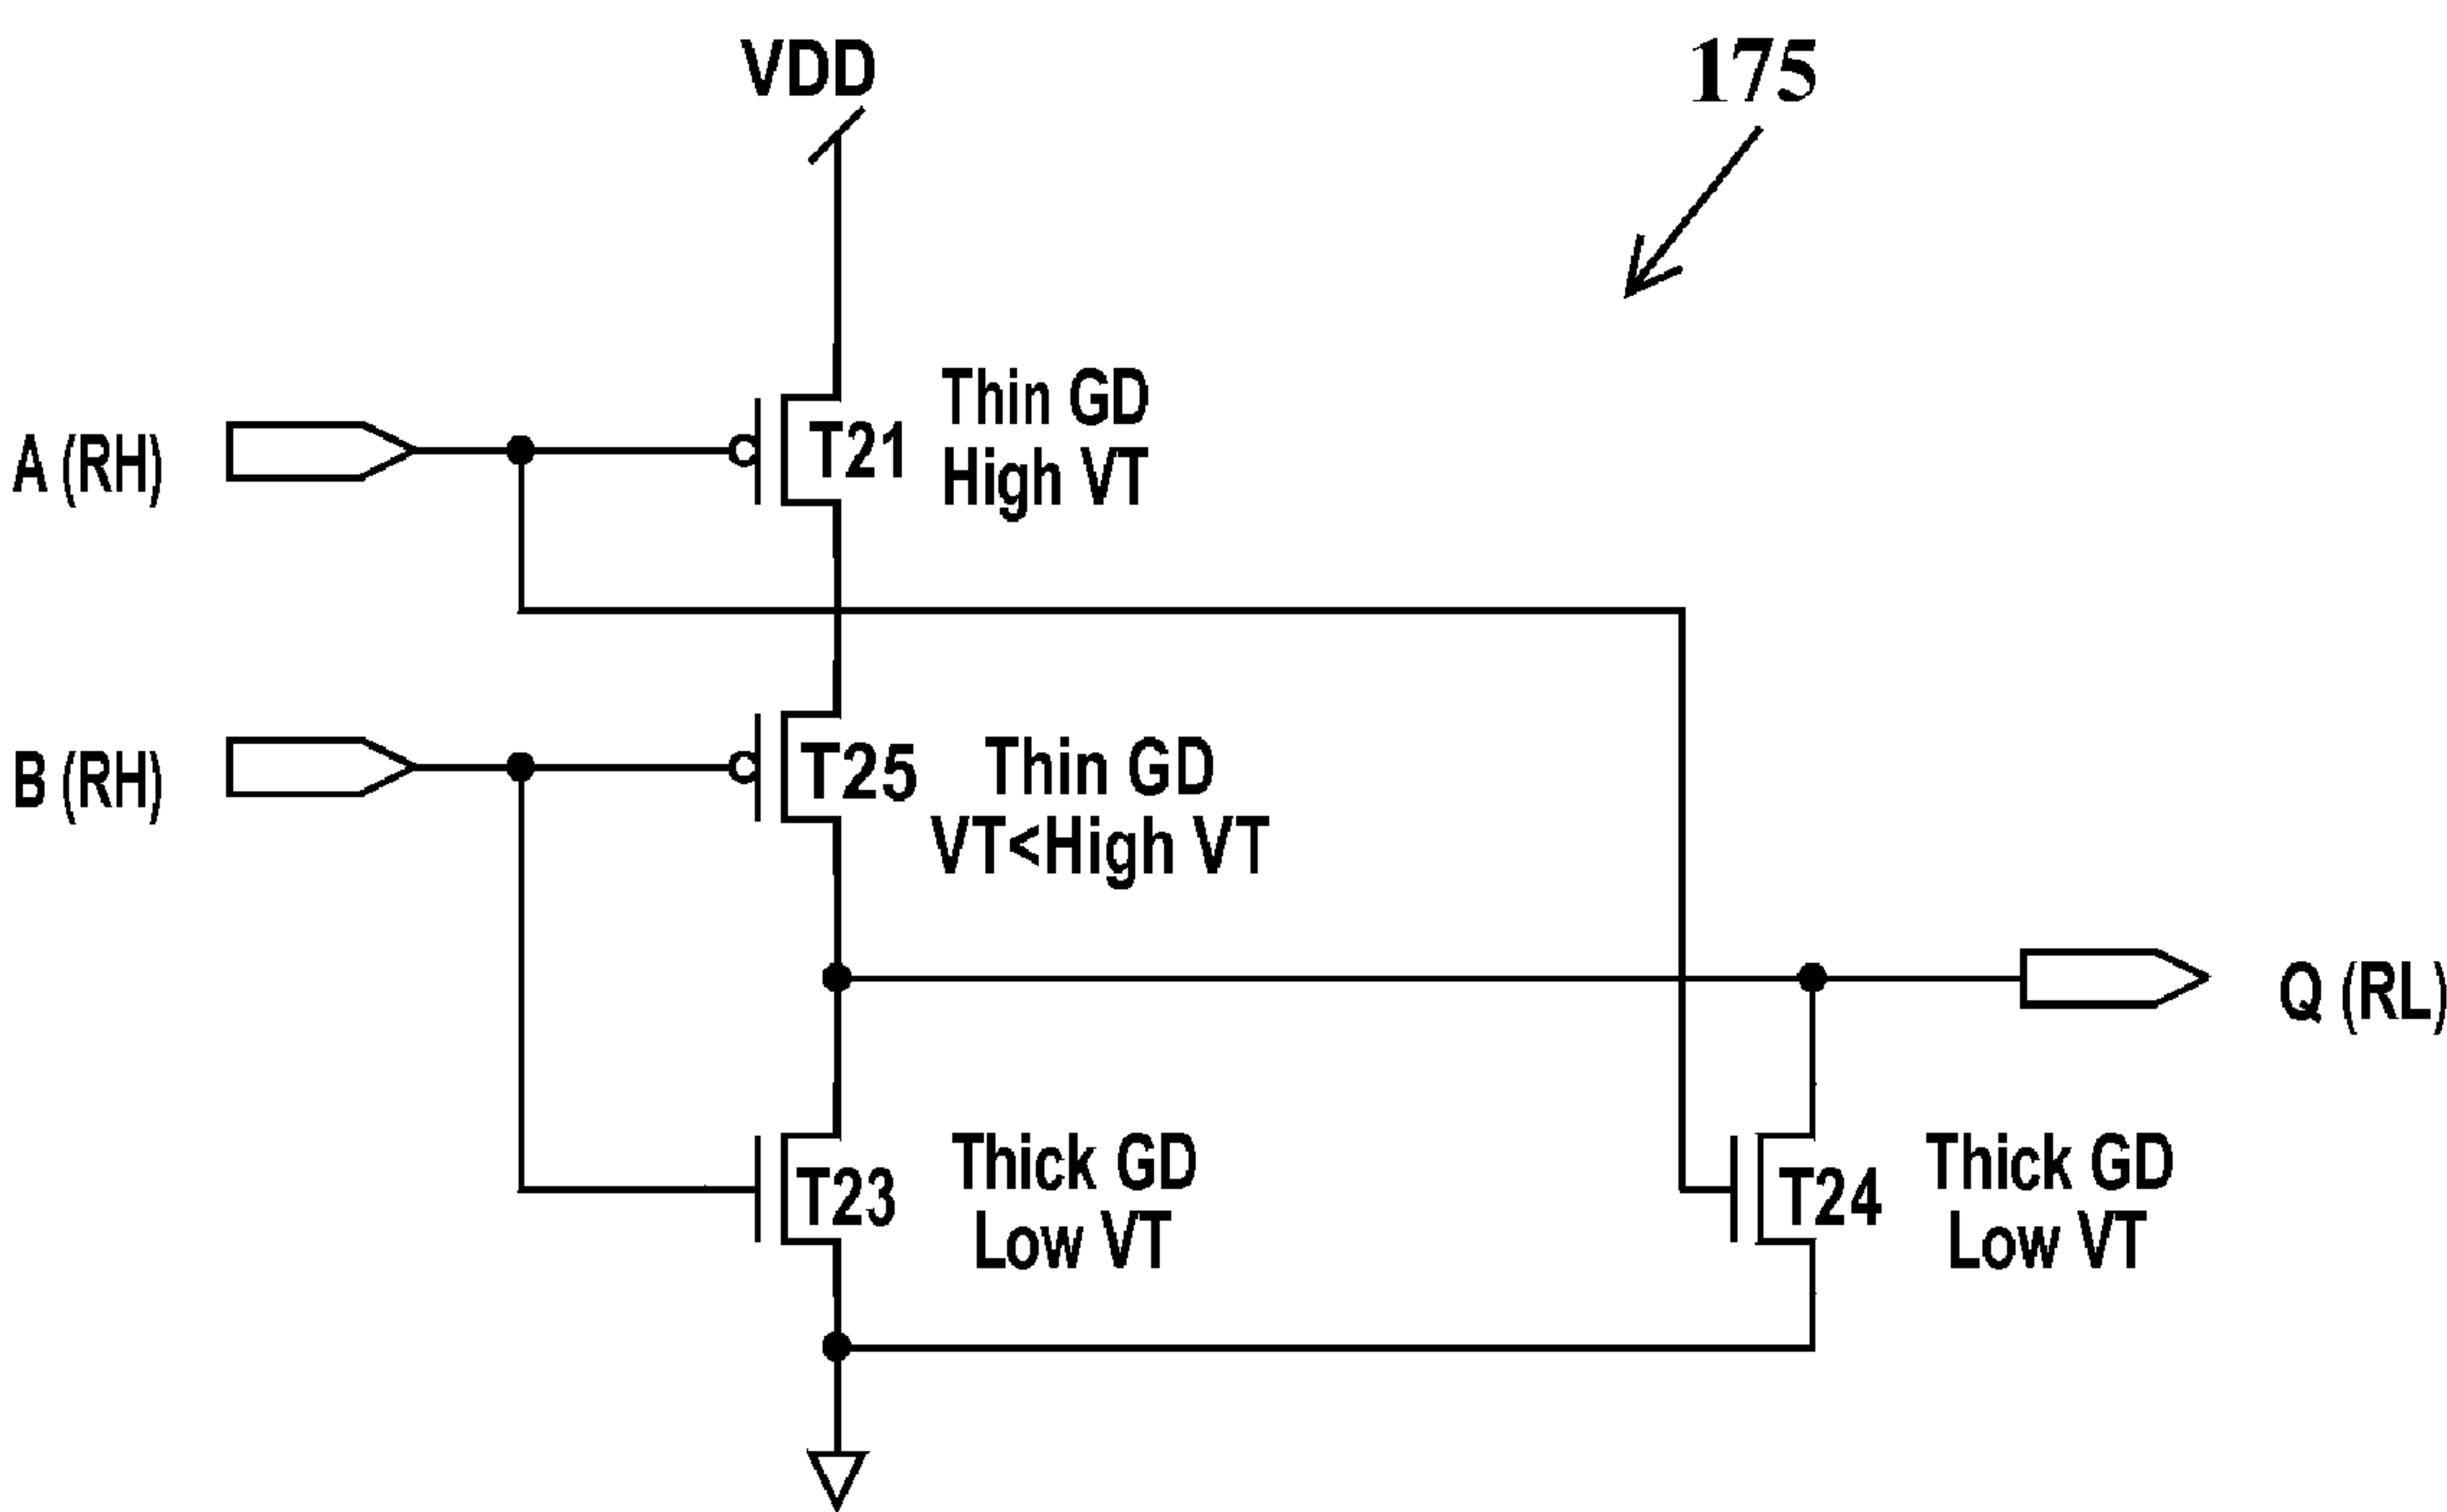 VDD
175
A (RH)
T21
Thin GD
High VT
B (RH)
T25
Thin GD
VT<High VT
Q (RL)
T23
Thick GD
Low VT
T24
Thick GD
Low VT